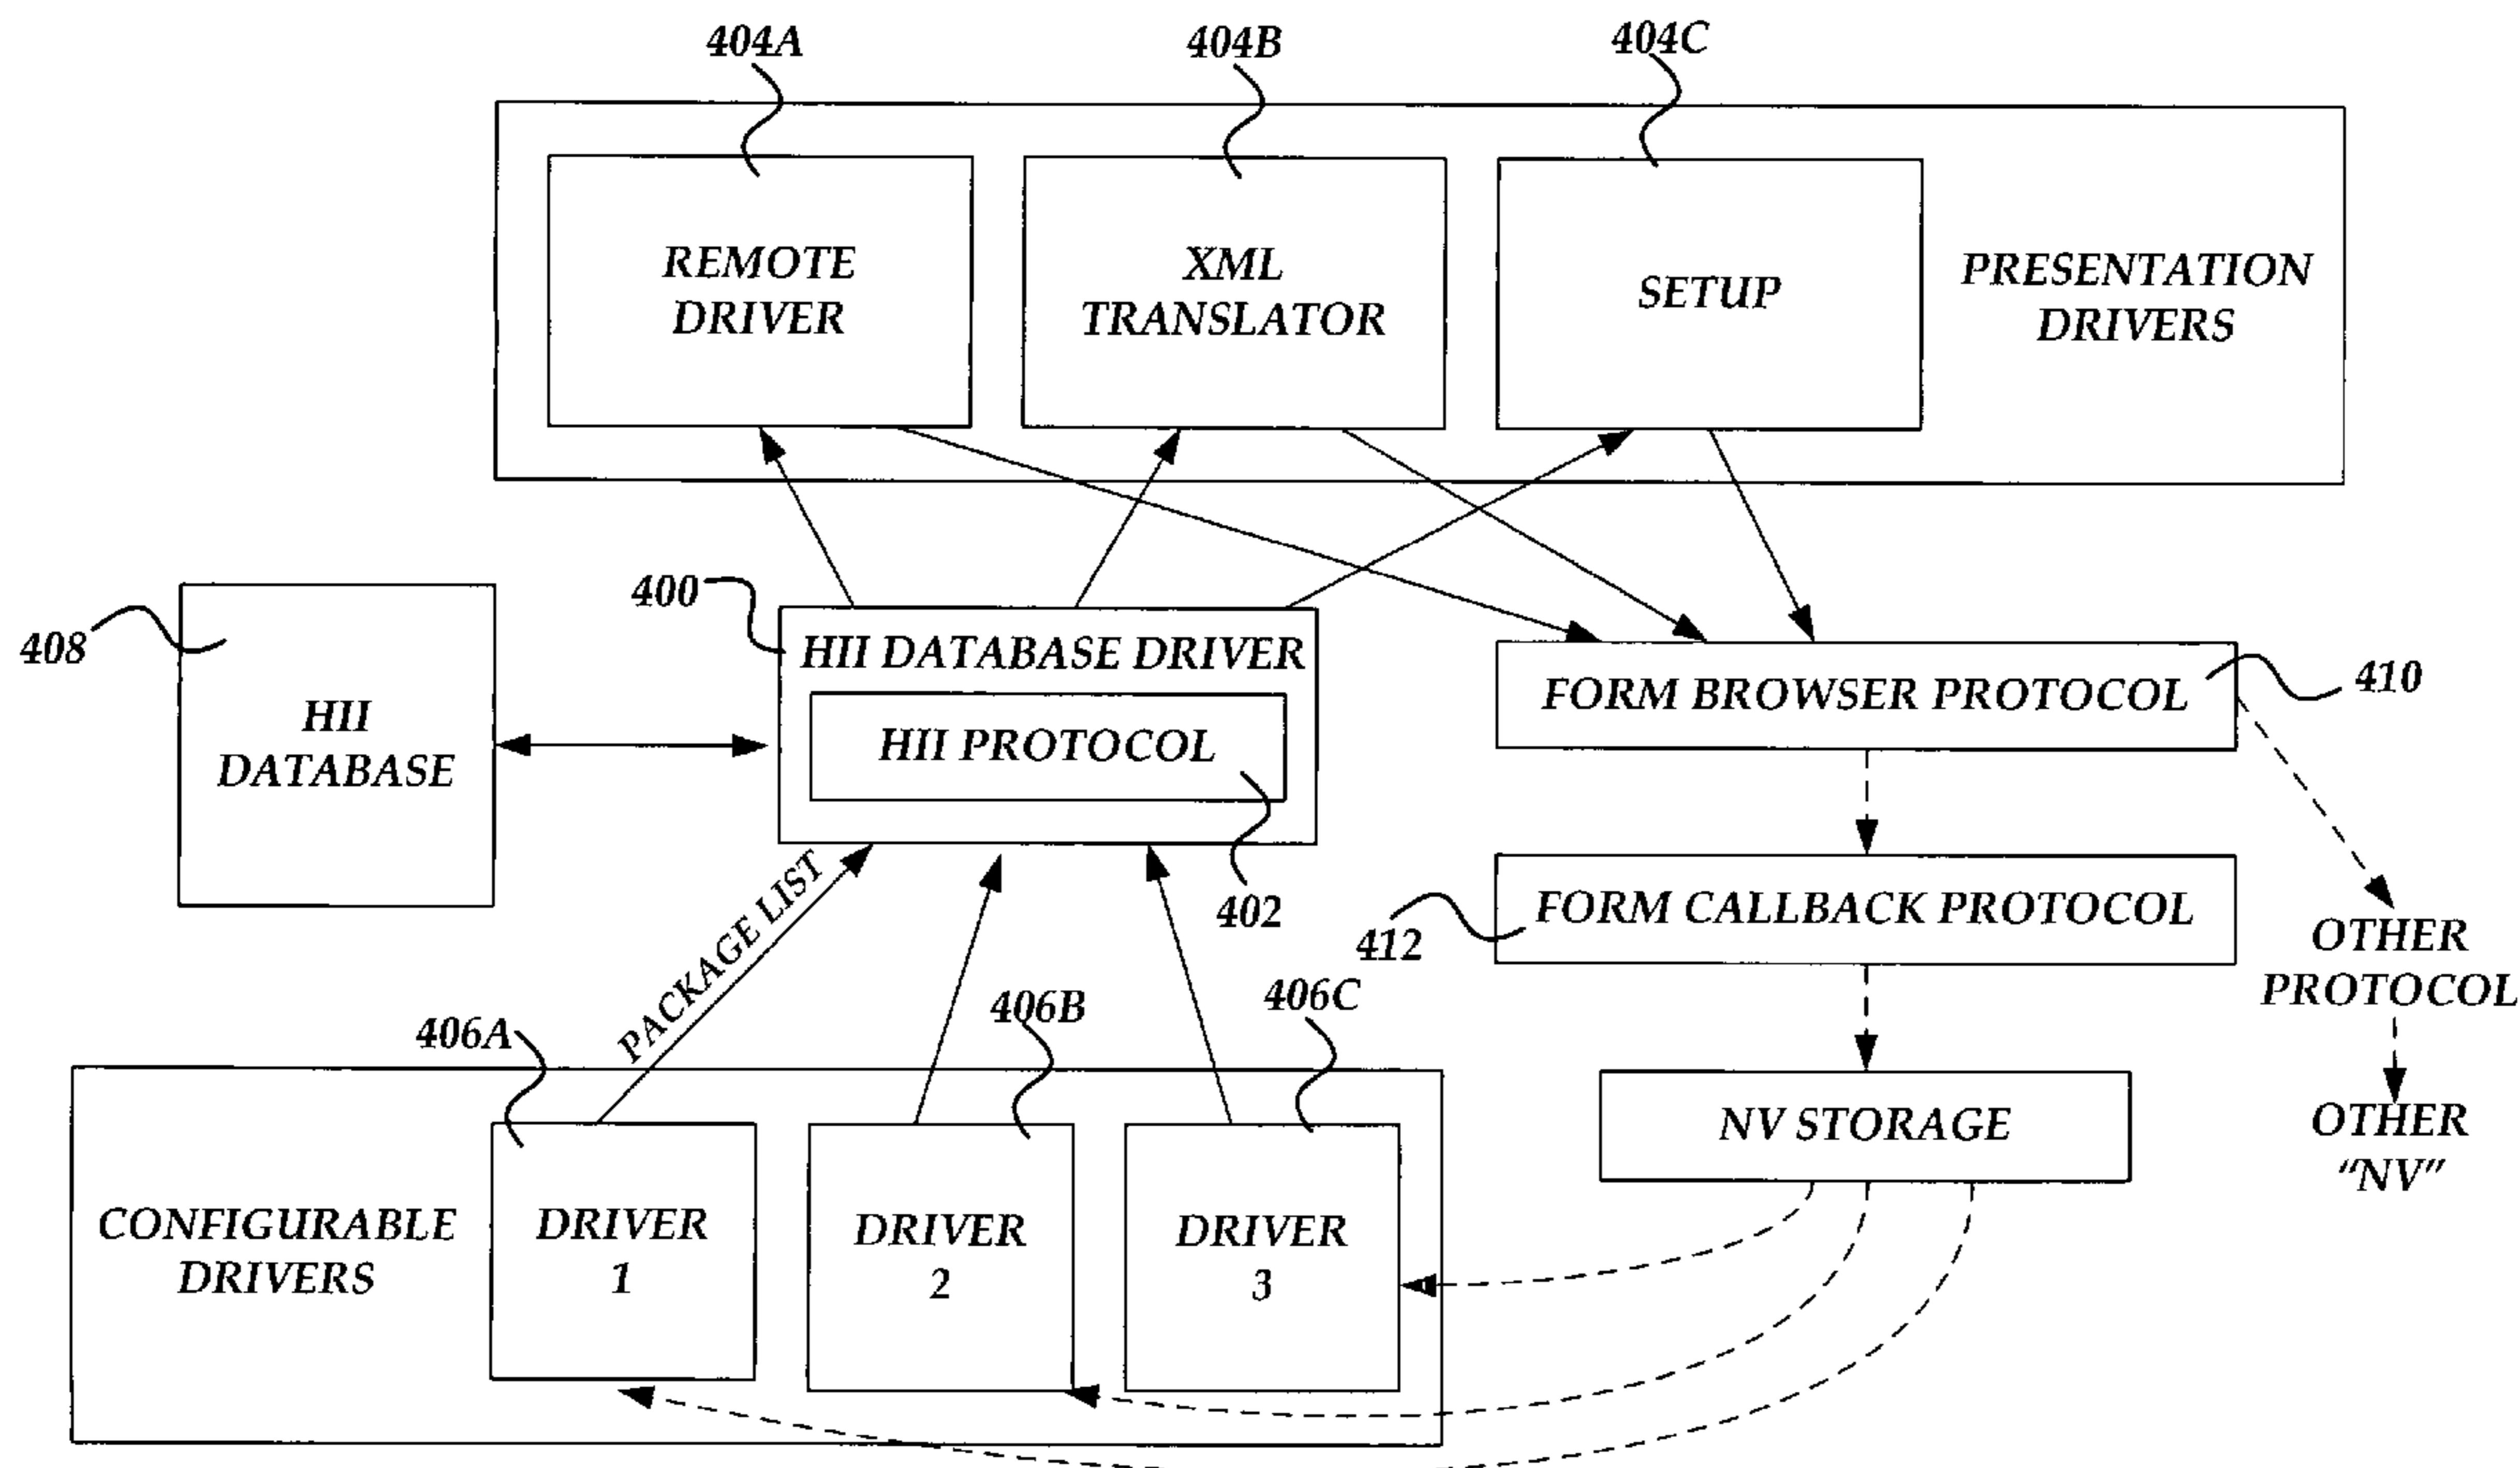 404A
404B
404C
REMOTE
DRIVER
XML
TRANSLATOR
SETUP
PRESENTATION
DRIVERS
400
408
HII
DATABASE
HII DATABASE DRIVER
HII PROTOCOL
402
FORM BROWSER PROTOCOL
410
FORM CALLBACK PROTOCOL
412
OTHER
PROTOCOL
PACKAGE LIST
406A
406B
406C
NV STORAGE
OTHER
"NV"
CONFIGURABLE
DRIVERS
DRIVER
1
DRIVER
2
DRIVER
3